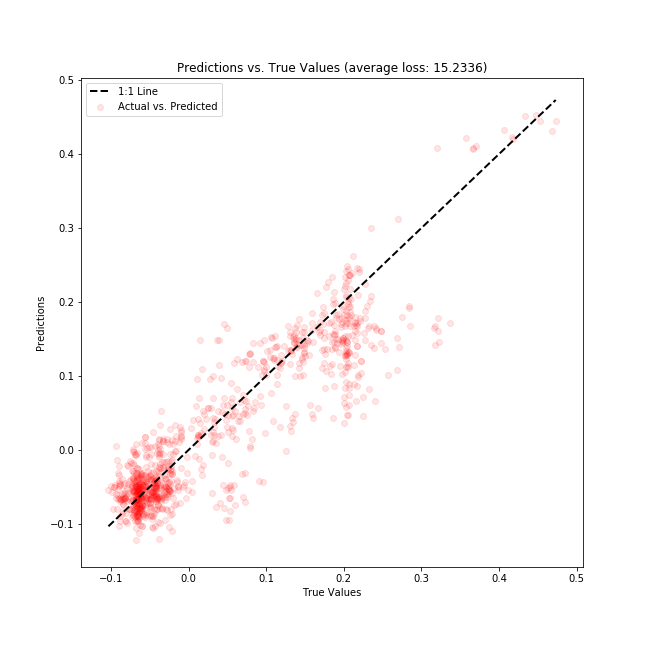 Predictions vs. True Values (average loss: 15.2336)
1:1 Line
Actual vs. Predicted
0.5
0.4
0.3
0.2
0.1
0.0
−0.1
Predictions
−0.1 0.0 0.1 0.2 0.3 0.4 0.5
True Values